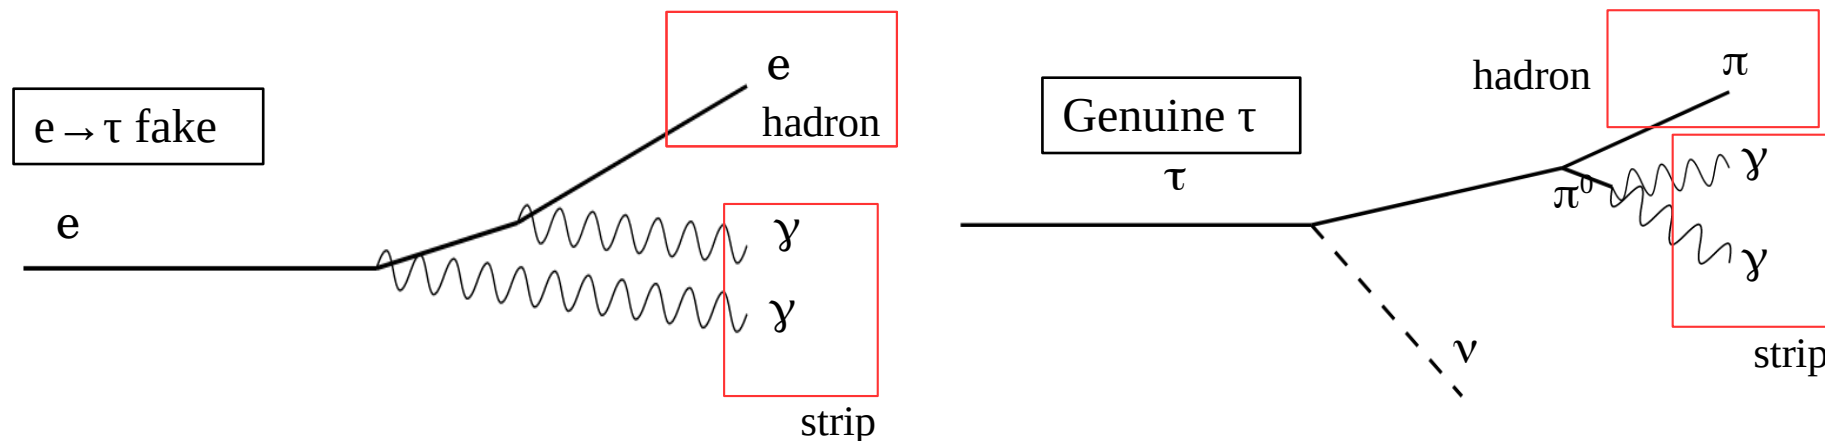 e→τ fake
e
e
hadron
γ
γ
strip
Genuine τ
τ
hadron
π
π⁰
γ
γ
ν
strip